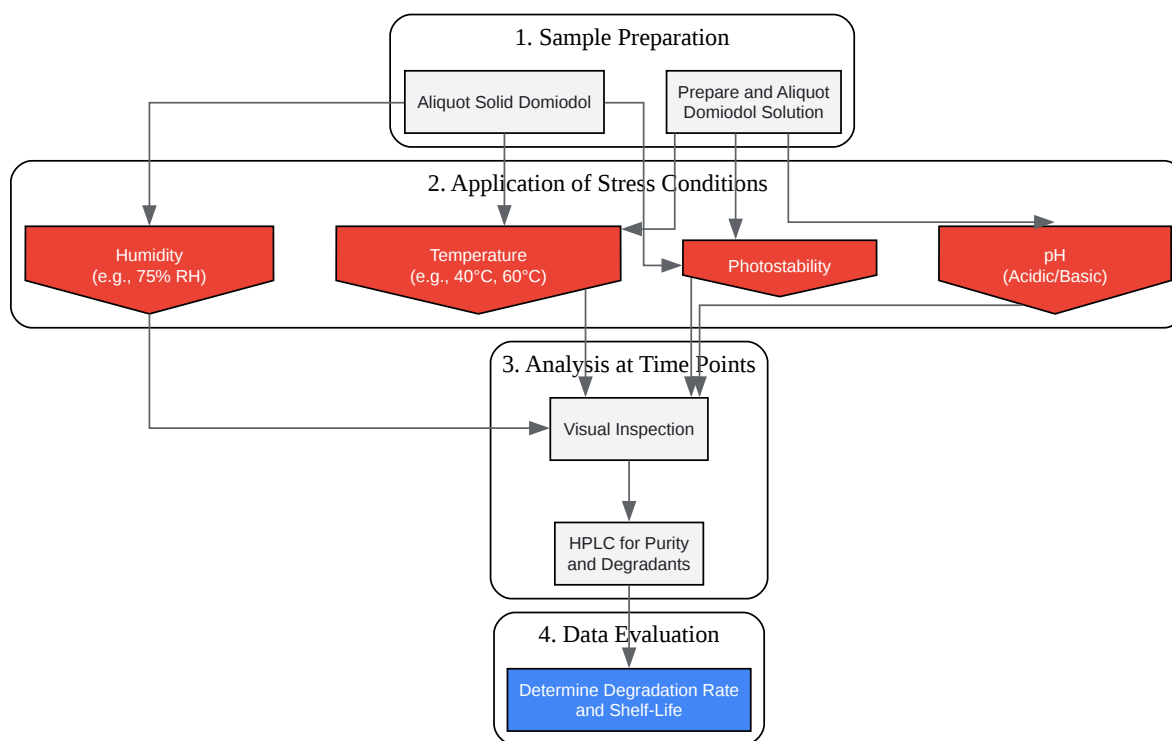 1. Sample Preparation
Aliquot Solid Domiodol
Prepare and Aliquot
Domiodol Solution
2. Application of Stress Conditions
Humidity
(e.g., 75% RH)
Temperature
(e.g., 40°C, 60°C)
Photostability
pH
(Acidic/Basic)
3. Analysis at Time Points
Visual Inspection
HPLC for Purity
and Degradants
4. Data Evaluation
Determine Degradation Rate
and Shelf-Life